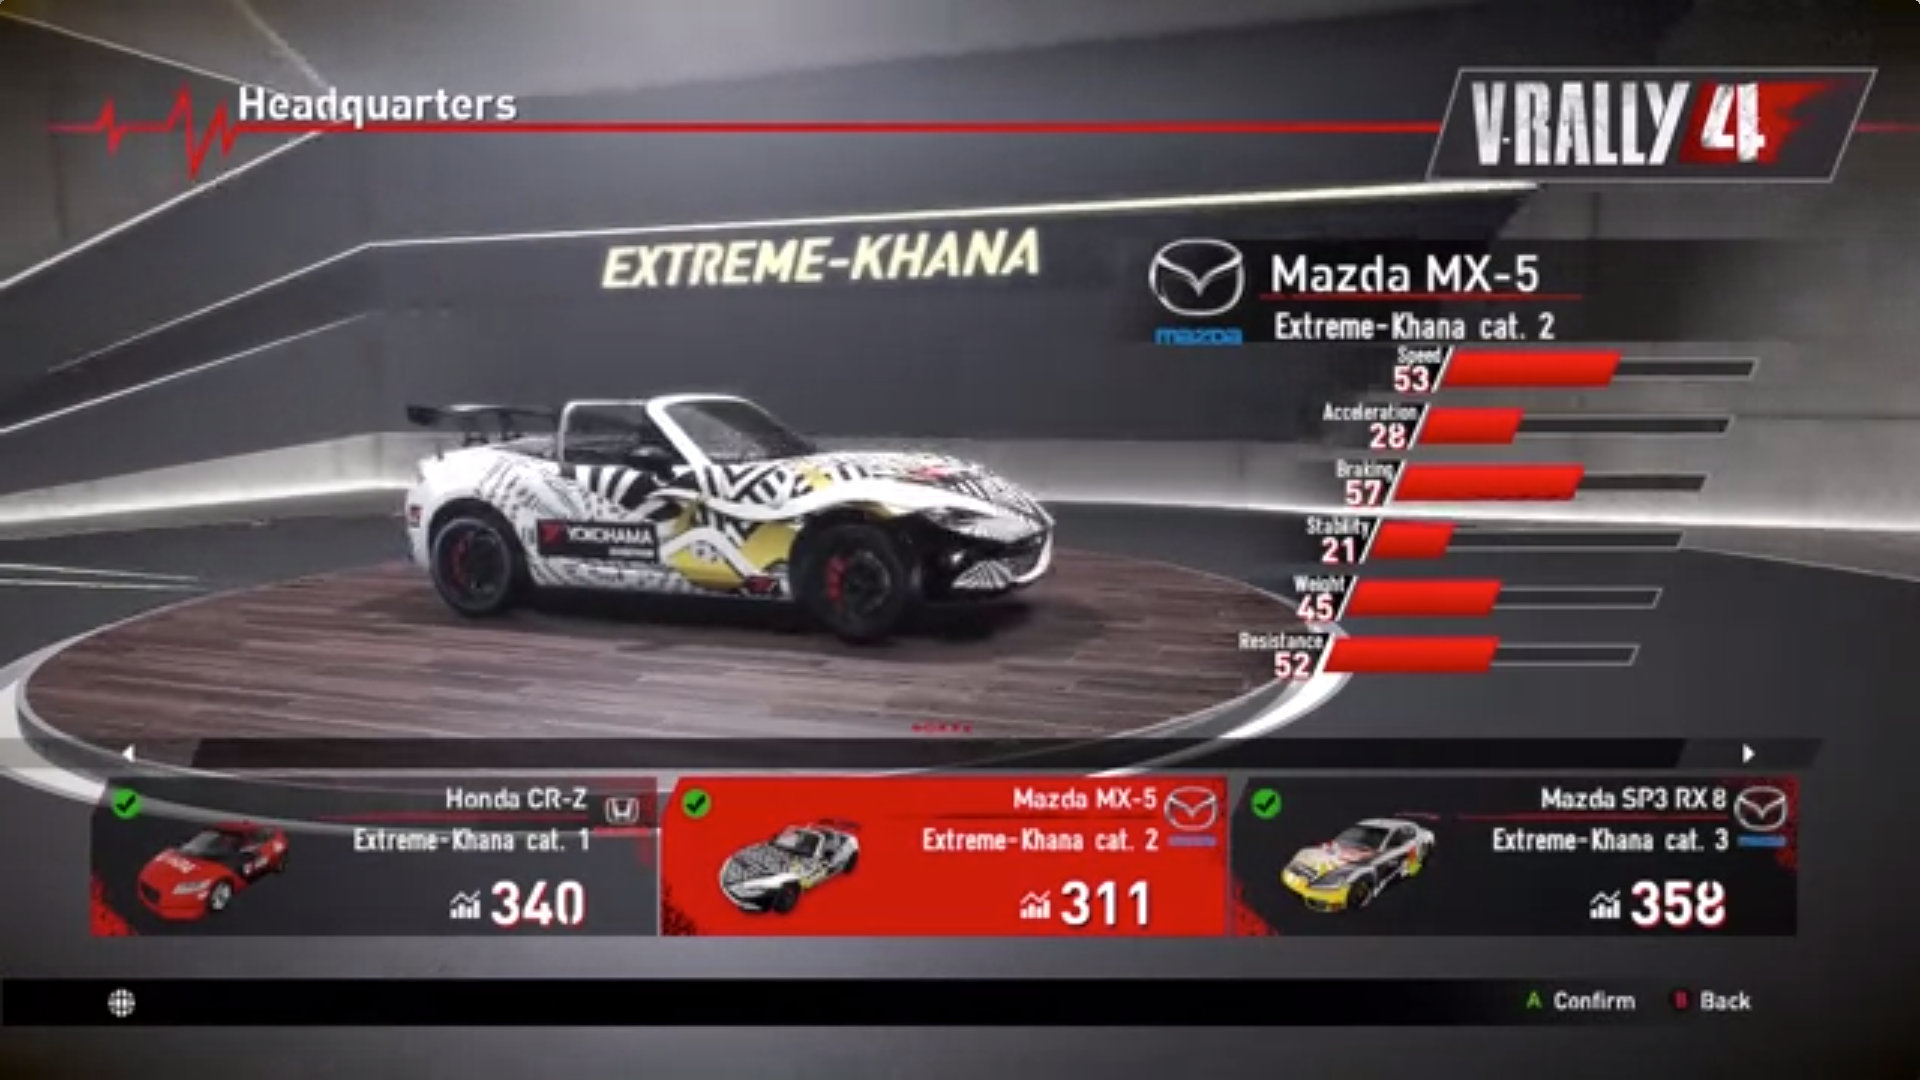 Headquarters
V-RALLY 4
EXTREME-KHANA
Mazda MX-5
mazda
Extreme-Khana cat. 2
Speed
53
Acceleration
28
Braking
57
Stability
21
Weight
45
Resistance
52
YOKOHAMA
Honda CR-Z
Extreme-Khana cat. 1
340
Mazda MX-5
Extreme-Khana cat. 2
311
Mazda SP3 RX 8
Extreme-Khana cat. 3
358
A Confirm
B Back